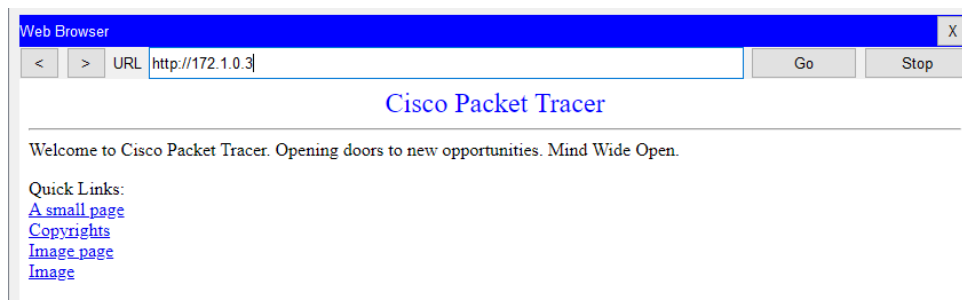 Web Browser X
< > URL http://172.1.0.3 Go Stop
Cisco Packet Tracer
Welcome to Cisco Packet Tracer. Opening doors to new opportunities. Mind Wide Open.
Quick Links:
A small page
Copyrights
Image page
Image